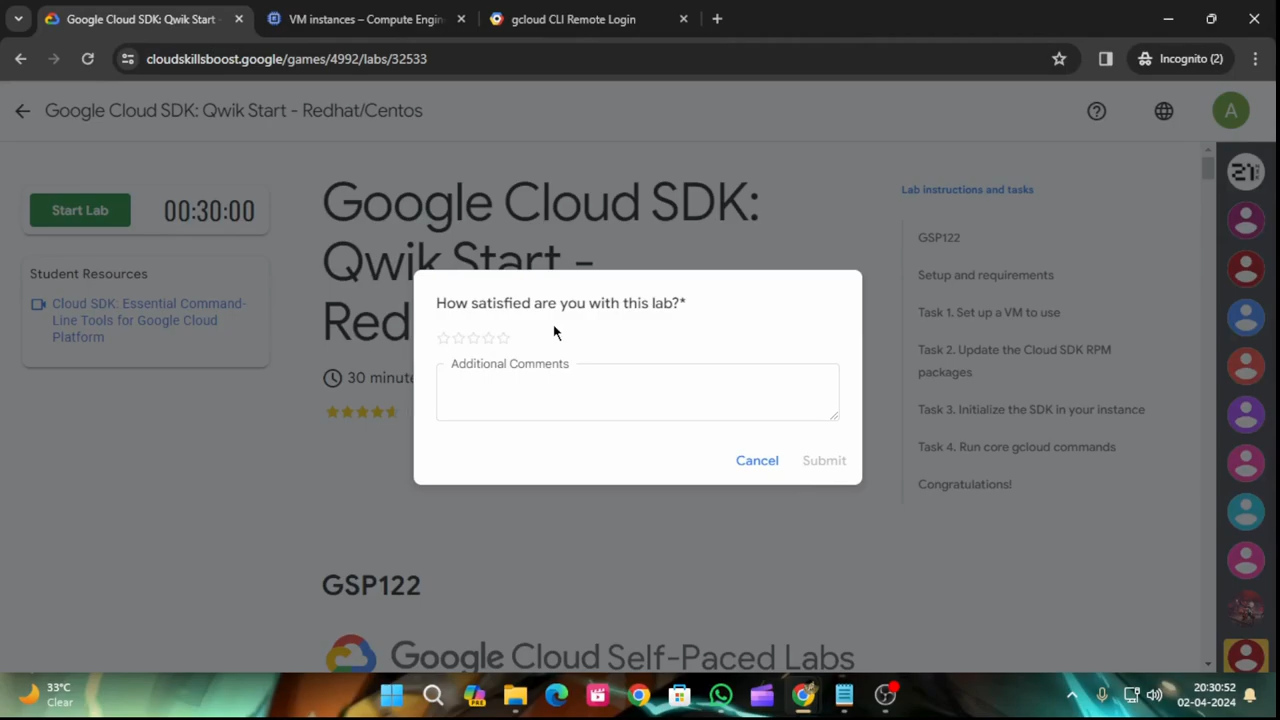 Google Cloud SDK: Qwik Start -
VM instances – Compute Engin
gcloud CLI Remote Login
cloudskillsboost.google/games/4992/labs/32533
Incognito (2)
Google Cloud SDK: Qwik Start - Redhat/Centos
A
Start Lab
00:30:00
Student Resources
Cloud SDK: Essential Command-
Line Tools for Google Cloud
Platform
Google Cloud SDK:
Qwik Start -
Red
30 minute
Lab instructions and tasks
GSP122
Setup and requirements
Task 1. Set up a VM to use
Task 2. Update the Cloud SDK RPM
packages
Task 3. Initialize the SDK in your instance
Task 4. Run core gcloud commands
Congratulations!
How satisfied are you with this lab?*
Additional Comments
Cancel
Submit
GSP122
Google Cloud Self-Paced Labs
33°C
Clear
PRE
20:30:52
02-04-2024